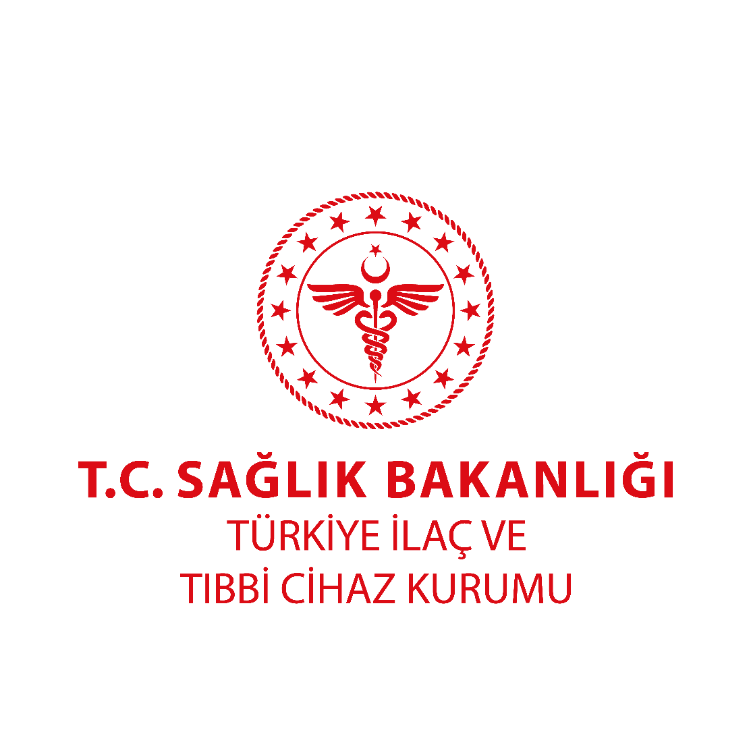 T.C. SAĞLIK BAKANLIĞI
TÜRKİYE İLAÇ VE
TIBBİ CİHAZ KURUMU